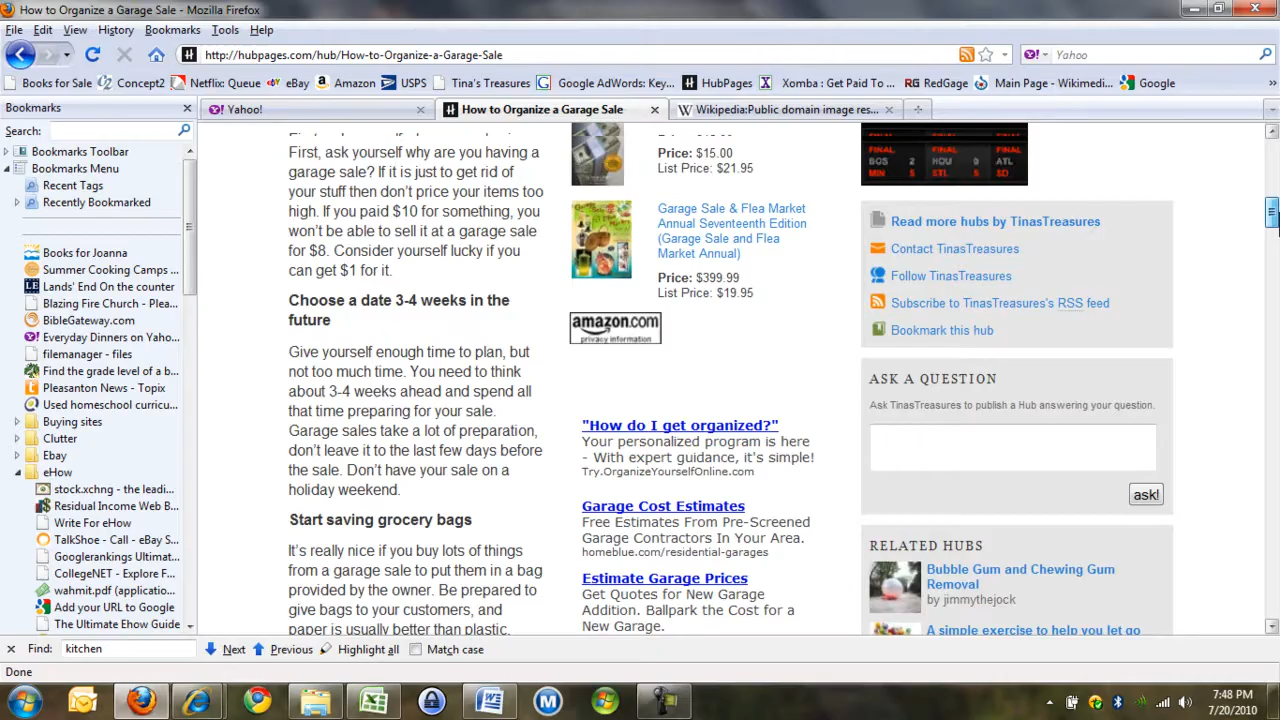 How to Organize a Garage Sale - Mozilla Firefox
File Edit View History Bookmarks Tools Help
http://hubpages.com/hub/How-to-Organize-a-Garage-Sale
Yahoo
Books for Sale Concept2 Netflix: Queue eBay Amazon USPS Tina's Treasures Google AdWords: Key... HubPages Xomba : Get Paid To ... RG RedGage Main Page - Wikimedi... Google »
Bookmarks
Yahoo!
How to Organize a Garage Sale
Wikipedia:Public domain image res...
Search:
Bookmarks Toolbar
Bookmarks Menu
Recent Tags
Recently Bookmarked
Books for Joanna
Summer Cooking Camps ...
Lands' End On the counter
Blazing Fire Church - Plea...
BibleGateway.com
Everyday Dinners on Yaho...
filemanager - files
Find the grade level of a b...
Pleasanton News - Topix
Used homeschool curricu...
Buying sites
Clutter
Ebay
eHow
stock.xchng - the leadi...
Residual Income Web B...
Write For eHow
TalkShoe - Call - eBay S...
Googlerankings Ultimat...
CollegeNET - Explore F...
wahmit.pdf (applicatio...
Add your URL to Google
The Ultimate Ehow Guide
First, ask yourself why are you having a
garage sale? If it is just to get rid of
your stuff then don't price your items too
high. If you paid $10 for something, you
won't be able to sell it at a garage sale
for $8. Consider yourself lucky if you
can get $1 for it.
Choose a date 3-4 weeks in the
future
Give yourself enough time to plan, but
not too much time. You need to think
about 3-4 weeks ahead and spend all
that time preparing for your sale.
Garage sales take a lot of preparation,
don't leave it to the last few days before
the sale. Don't have your sale on a
holiday weekend.
Start saving grocery bags
It's really nice if you buy lots of things
from a garage sale to put them in a bag
provided by the owner. Be prepared to
give bags to your customers, and
paper is usually better than plastic.
Price: $15.00
List Price: $21.95
Garage Sale & Flea Market
Annual Seventeenth Edition
(Garage Sale and Flea
Market Annual)
Price: $399.99
List Price: $19.95
amazon.com
privacy information
"How do I get organized?"
Your personalized program is here
- With expert guidance, it's simple!
Try.OrganizeYourselfOnline.com
Garage Cost Estimates
Free Estimates From Pre-Screened
Garage Contractors In Your Area.
homeblue.com/residential-garages
Estimate Garage Prices
Get Quotes for New Garage
Addition. Ballpark the Cost for a
New Garage.
FINAL FINAL FINAL
BOS 2 HOU 0 ATL
MIN 5 STL 5 SD
Read more hubs by TinasTreasures
Contact TinasTreasures
Follow TinasTreasures
Subscribe to TinasTreasures's RSS feed
Bookmark this hub
ASK A QUESTION
Ask TinasTreasures to publish a Hub answering your question.
ask!
RELATED HUBS
Bubble Gum and Chewing Gum
Removal
by jimmythejock
A simple exercise to help you let go
Find: kitchen Next Previous Highlight all Match case
Done
7:48 PM
7/20/2010